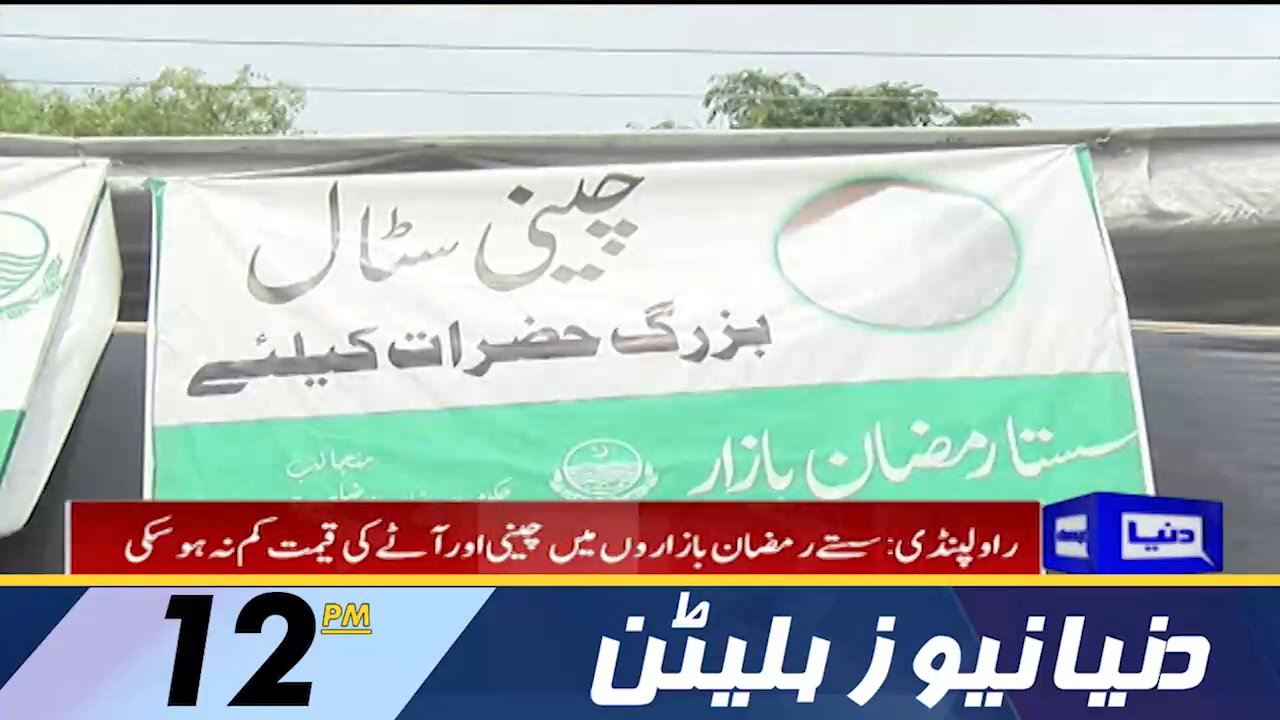 چینی سٹال
بزرگ حضرات کیلئے
سستا رمضان بازار
منجانب
راولپنڈی: سستے رمضان بازاروں میں چینی اور آٹے کی قیمت کم نہ ہو سکی
دنیا
12 PM
دنیا نیوز بلیٹن